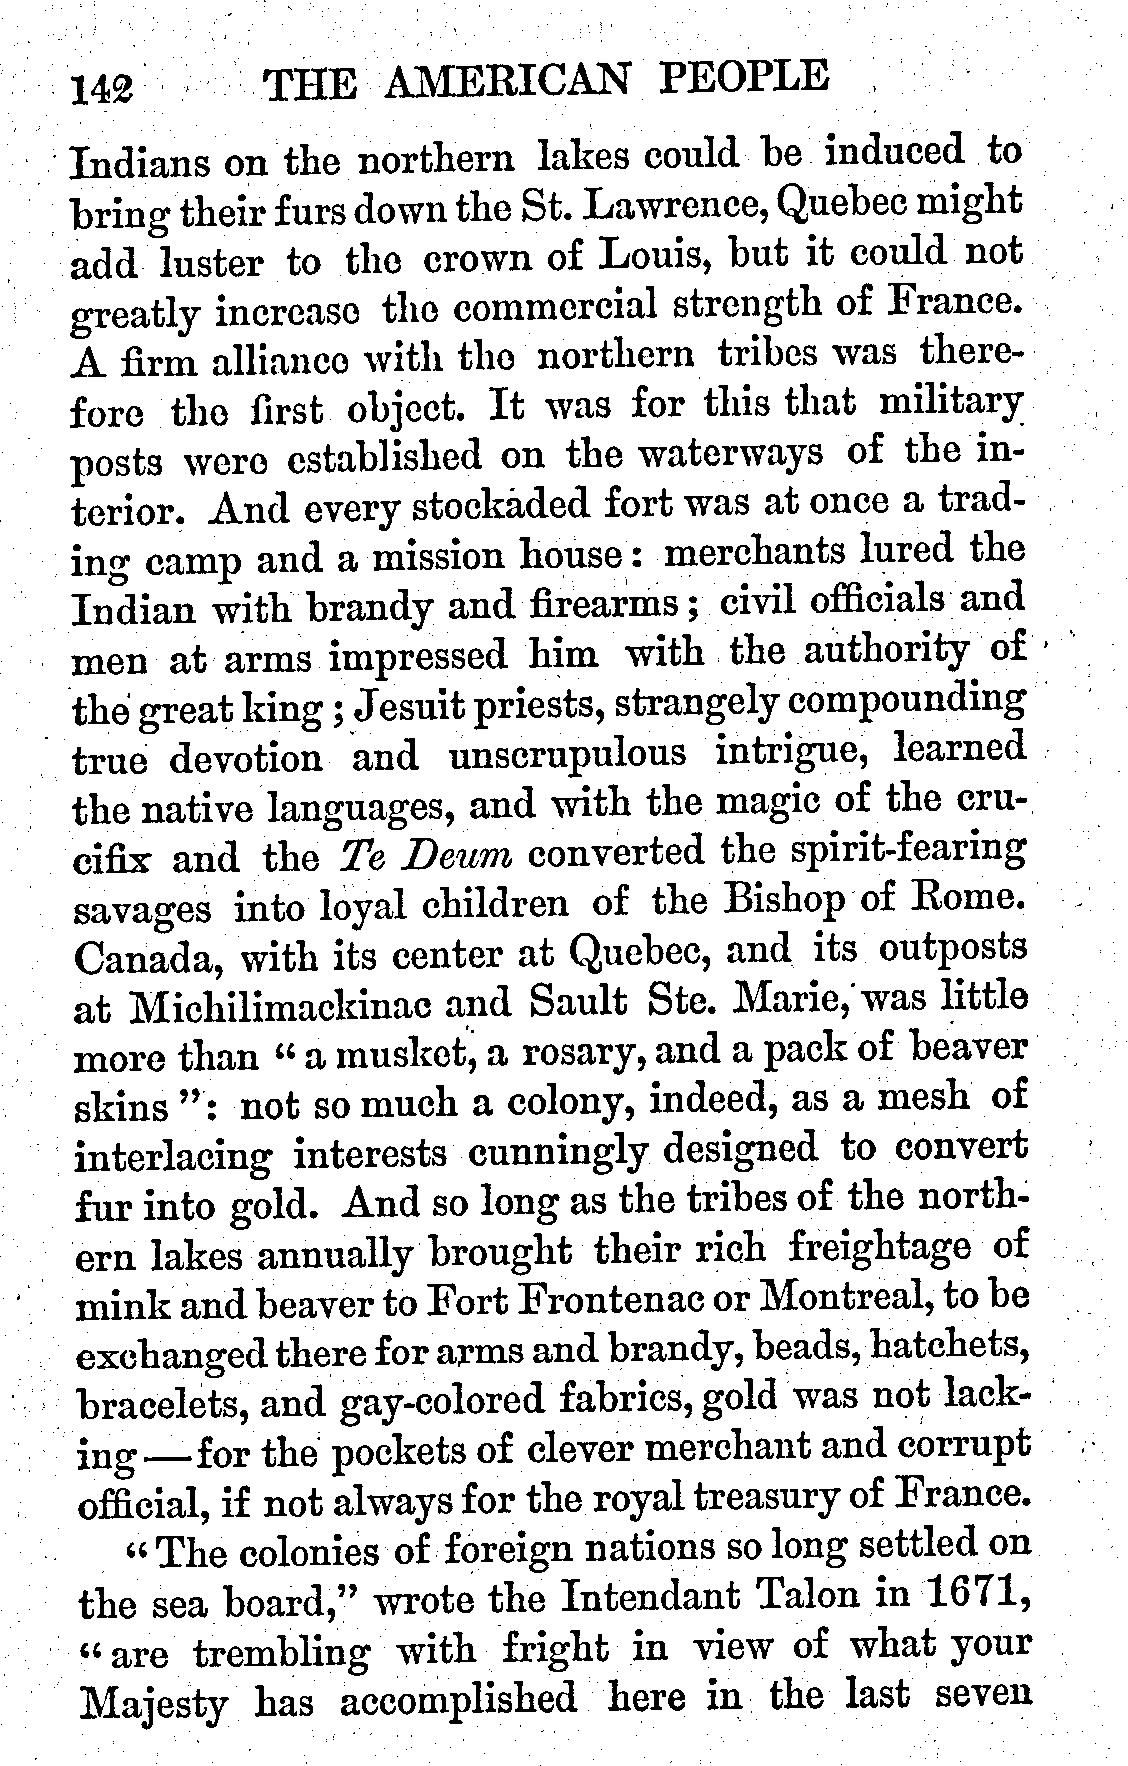 142 THE AMERICAN PEOPLE
Indians on the northern lakes could be induced to
bring their furs down the St. Lawrence, Quebec might
add luster to the crown of Louis, but it could not
greatly increase the commercial strength of France.
A firm alliance with the northern tribes was there-
fore the first object. It was for this that military
posts were established on the waterways of the in-
terior. And every stockaded fort was at once a trad-
ing camp and a mission house: merchants lured the
Indian with brandy and firearms; civil officials and
men at arms impressed him with the authority of
the great king; Jesuit priests, strangely compounding
true devotion and unscrupulous intrigue, learned
the native languages, and with the magic of the cru-
cifix and the Te Deum converted the spirit-fearing
savages into loyal children of the Bishop of Rome.
Canada, with its center at Quebec, and its outposts
at Michilimackinac and Sault Ste. Marie, was little
more than "a musket, a rosary, and a pack of beaver
skins": not so much a colony, indeed, as a mesh of
interlacing interests cunningly designed to convert
fur into gold. And so long as the tribes of the north-
ern lakes annually brought their rich freightage of
mink and beaver to Fort Frontenac or Montreal, to be
exchanged there for arms and brandy, beads, hatchets,
bracelets, and gay-colored fabrics, gold was not lack-
ing—for the pockets of clever merchant and corrupt
official, if not always for the royal treasury of France.
"The colonies of foreign nations so long settled on
the sea board," wrote the Intendant Talon in 1671,
"are trembling with fright in view of what your
Majesty has accomplished here in the last seven